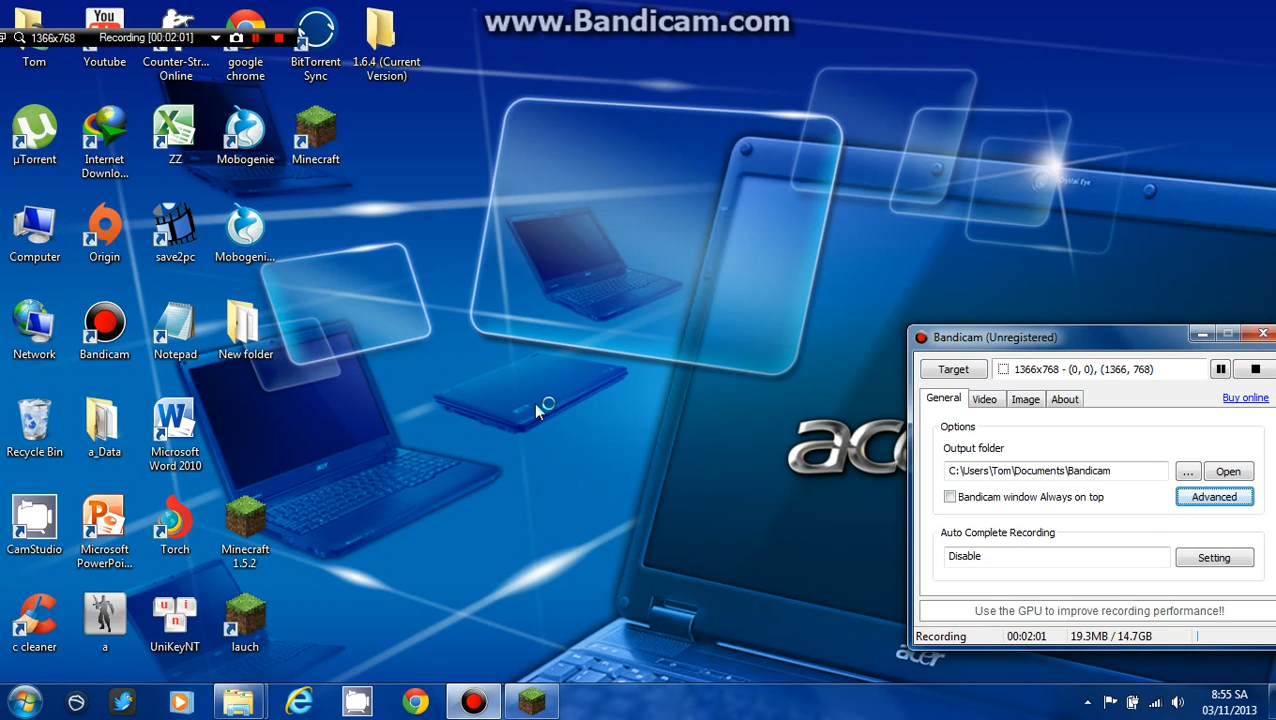 www.Bandicam.com
1366x768 Recording [00:02:01]
Tom
Youtube
Counter-Str...
Online
google
chrome
BitTorrent
Sync
1.6.4 (Current
Version)
µTorrent
Internet
Downlo...
ZZ
Mobogenie
Minecraft
Crystal Eye
Computer
Origin
save2pc
Mobogeni...
Network
Bandicam
Notepad
New folder
Recycle Bin
a_Data
Microsoft
Word 2010
CamStudio
Microsoft
PowerPoi...
Torch
Minecraft
1.5.2
c cleaner
a
UniKeyNT
lauch
Bandicam (Unregistered)
Target
1366x768 - (0, 0), (1366, 768)
General Video Image About
Buy online
Options
Output folder
C:\Users\Tom\Documents\Bandicam
... Open
Bandicam window Always on top
Advanced
Auto Complete Recording
Disable
Setting
Use the GPU to improve recording performance!!
Recording 00:02:01 19.3MB / 14.7GB
acer
8:55 SA
03/11/2013